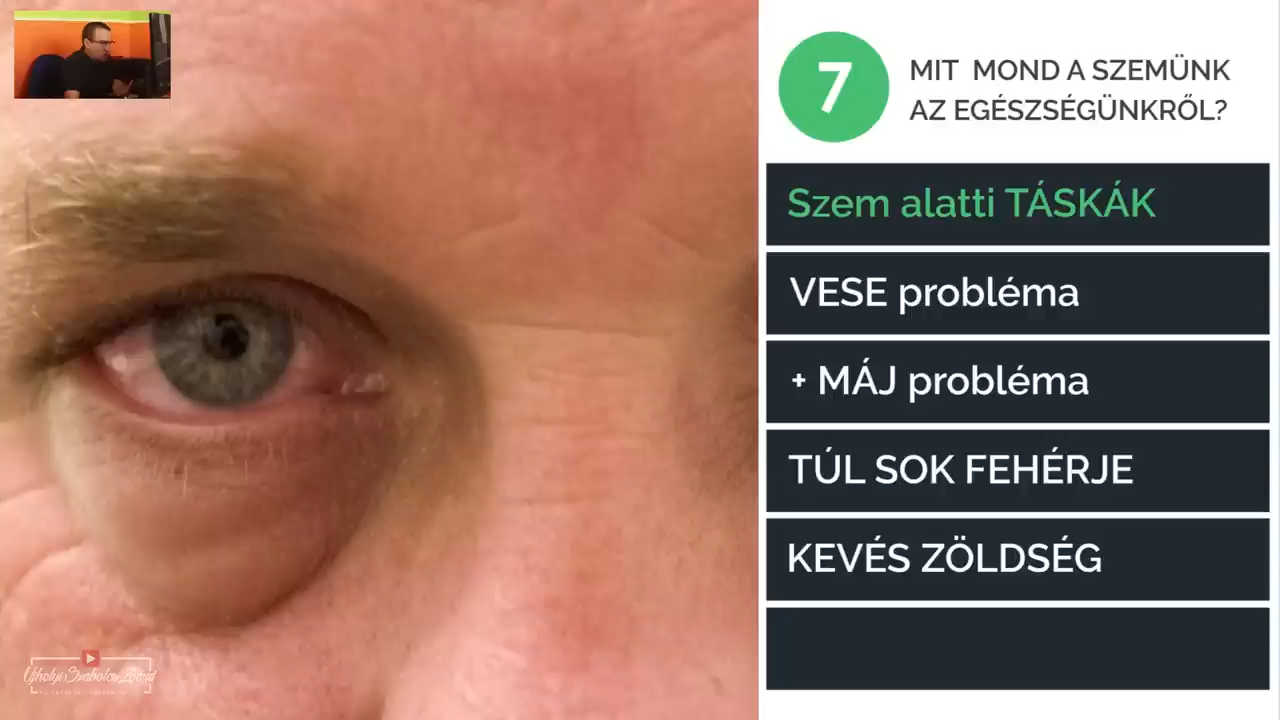 7
MIT MOND A SZEMÜNK
AZ EGÉSZSÉGÜNKRŐL?
Szem alatti TÁSKÁK
VESE probléma
+ MÁJ probléma
TÚL SOK FEHÉRJE
KEVÉS ZÖLDSÉG